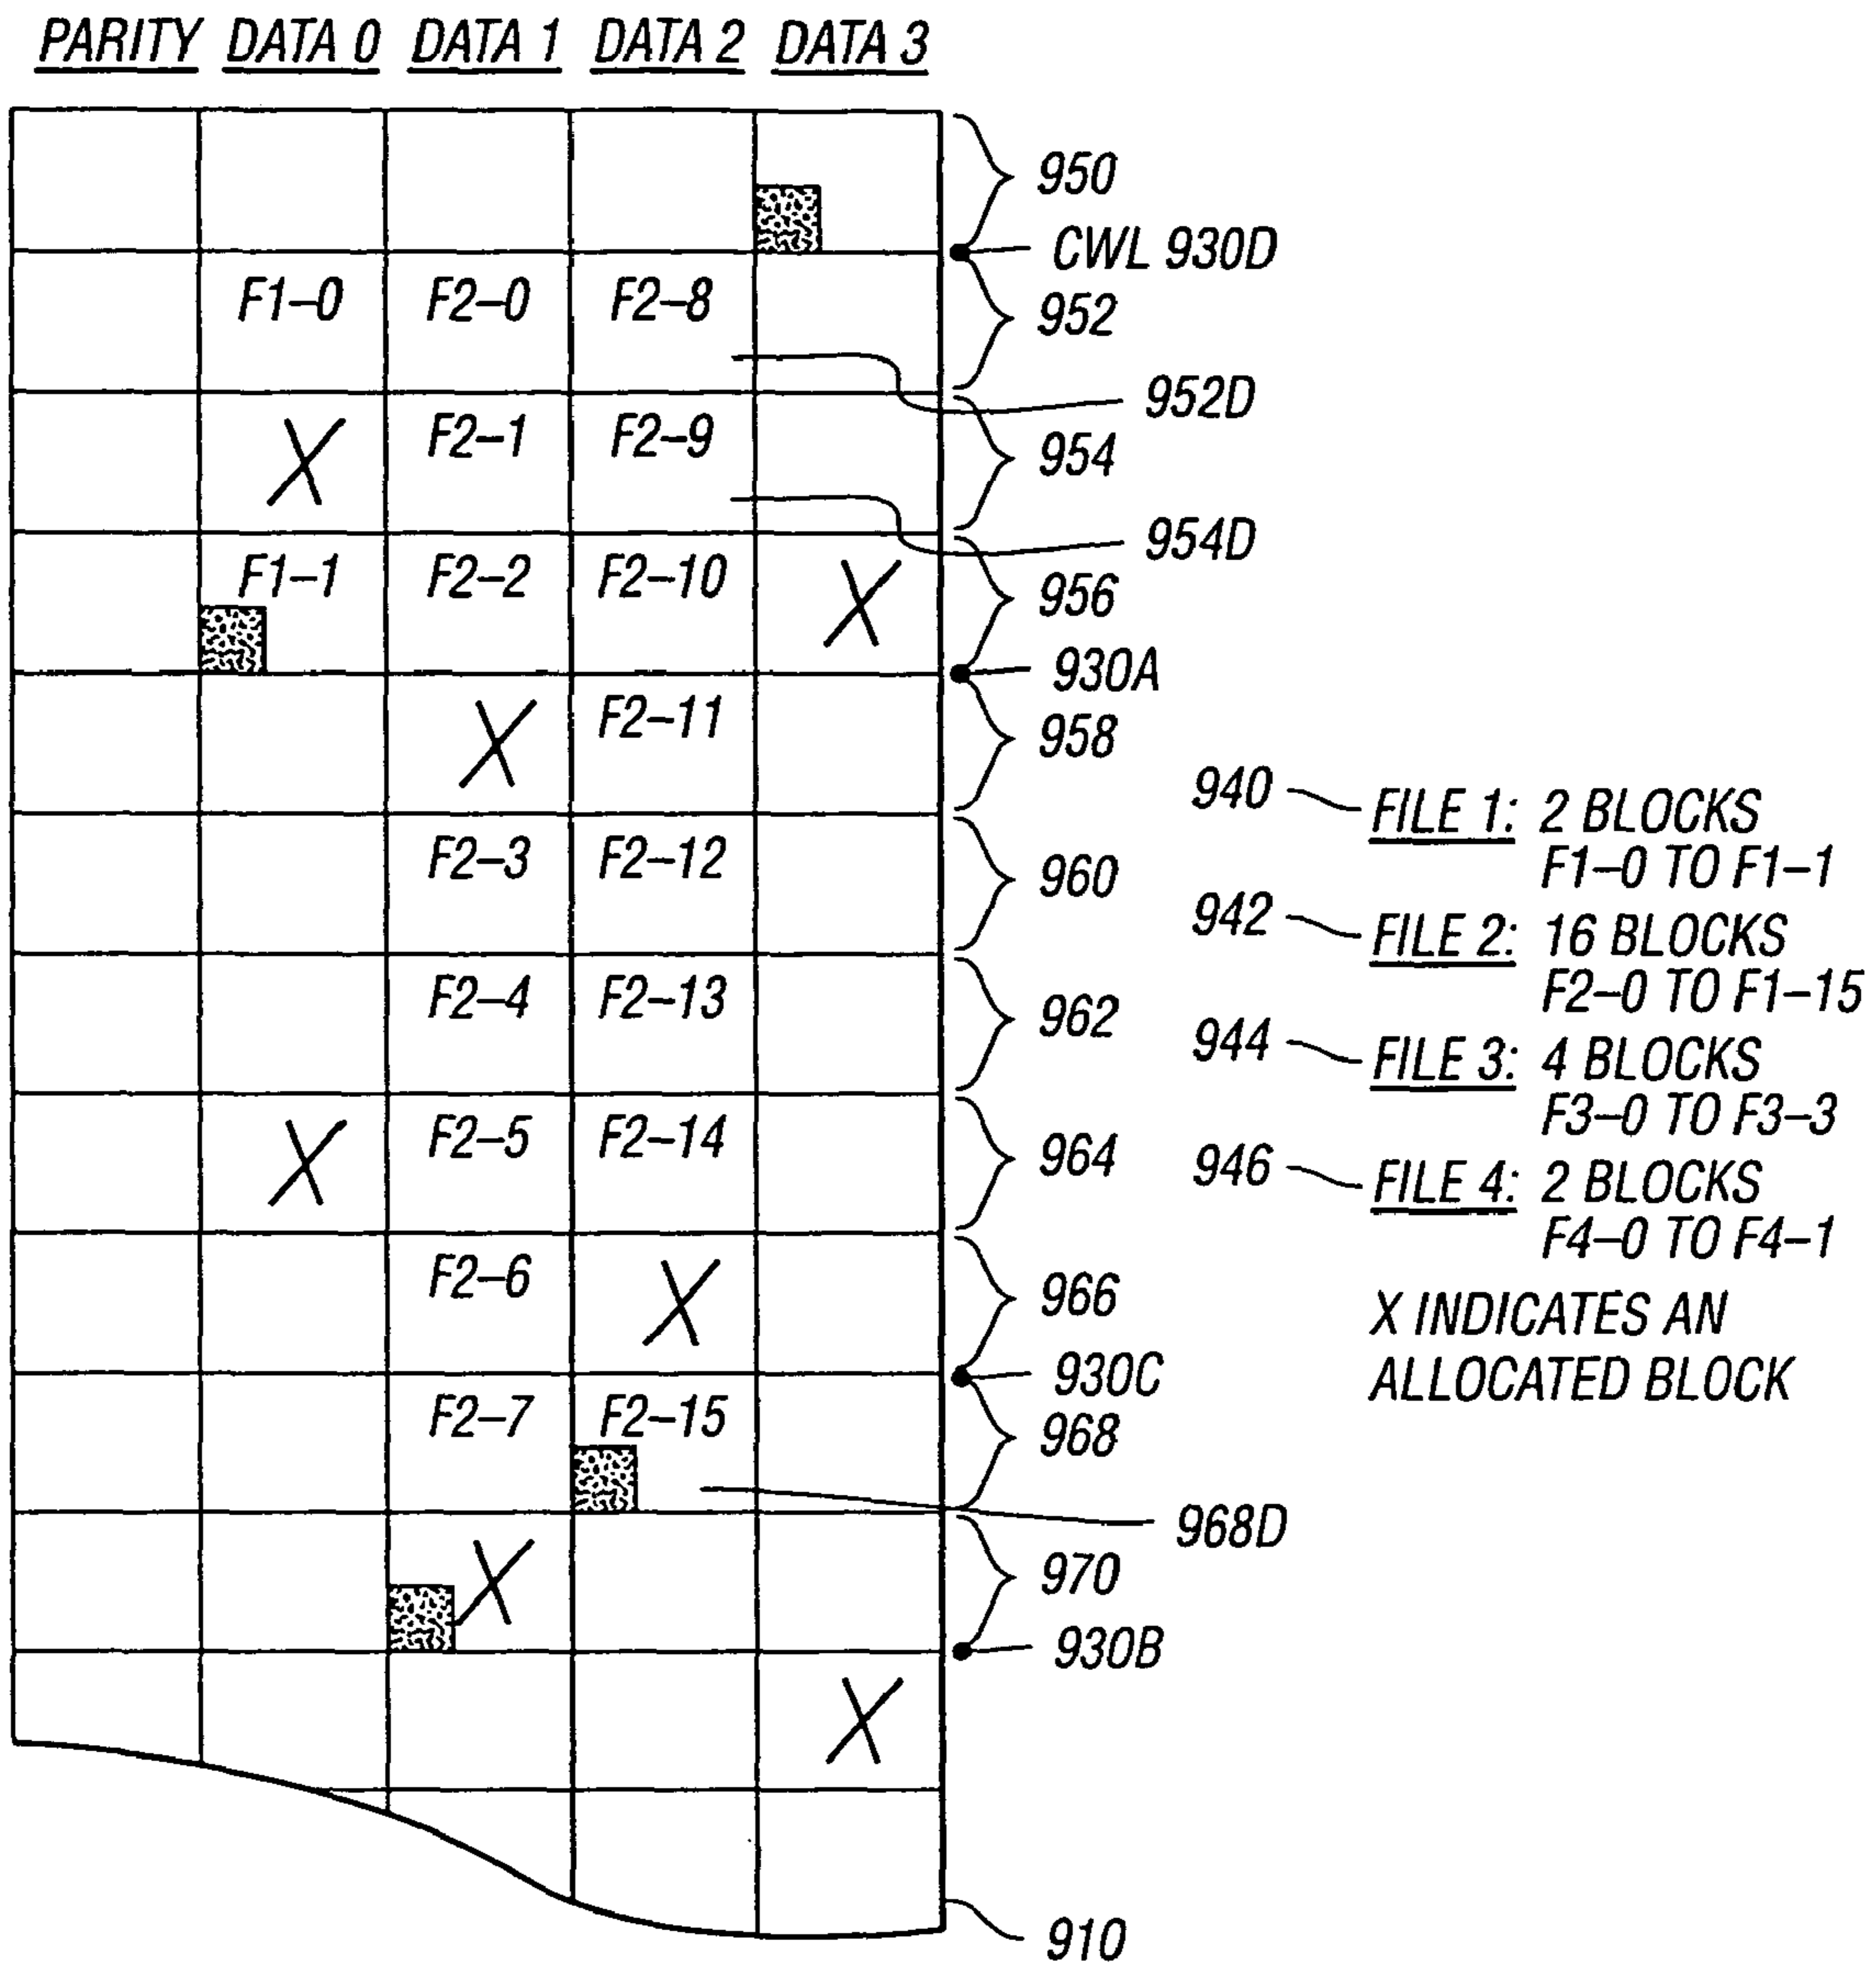 PARITY DATA 0 DATA 1 DATA 2 DATA 3
950
CWL 930D
F1–0 F2–0 F2–8 952
952D
X F2–1 F2–9 954
954D
F1–1 F2–2 F2–10 X 956
930A
X F2–11 958
F2–3 F2–12 960
F2–4 F2–13 962
X F2–5 F2–14 964
F2–6 X 966
930C
F2–7 F2–15 968
968D
X 970
930B
X
910
940 FILE 1: 2 BLOCKS
F1–0 TO F1–1
942 FILE 2: 16 BLOCKS
F2–0 TO F1–15
944 FILE 3: 4 BLOCKS
F3–0 TO F3–3
946 FILE 4: 2 BLOCKS
F4–0 TO F4–1
X INDICATES AN
ALLOCATED BLOCK